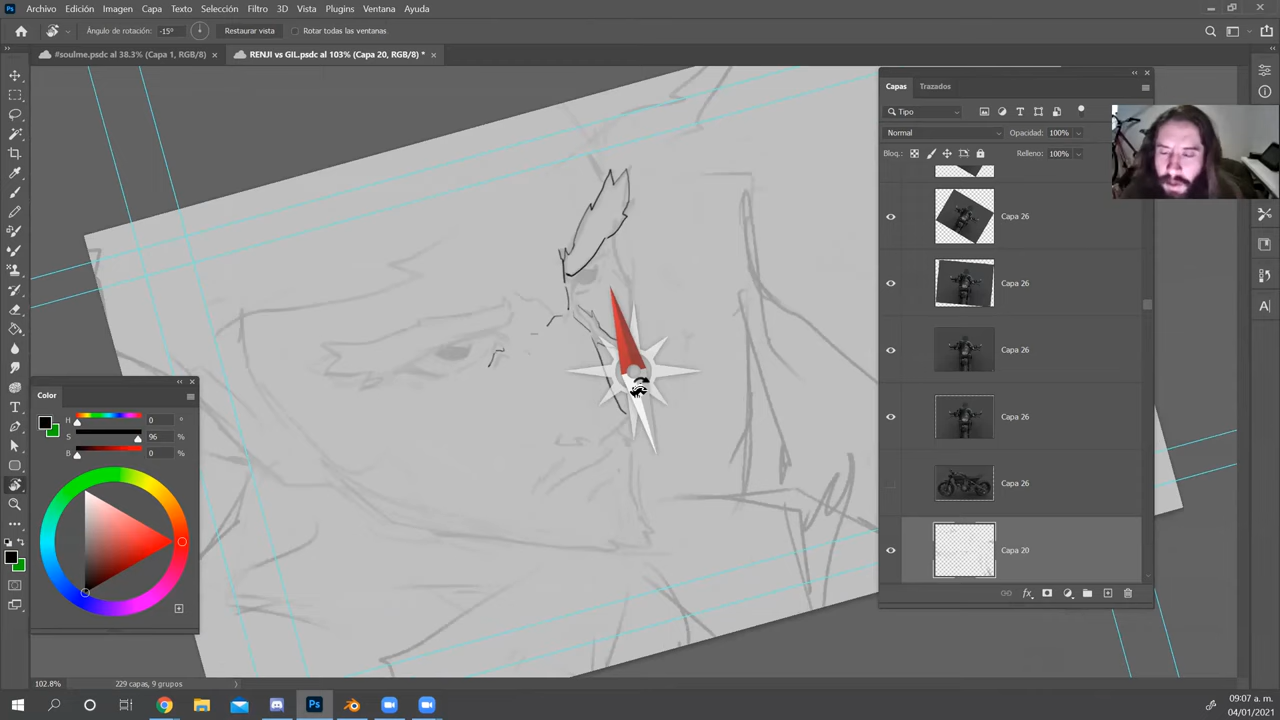 Archivo Edición Imagen Capa Texto Selección Filtro 3D Vista Plugins Ventana Ayuda
Ángulo de rotación: -15° Restaurar vista Rotar todas las ventanas
#soulme.psdc al 38.3% (Capa 1, RGB/8) × RENJI vs GIL.psdc al 103% (Capa 20, RGB/8) * ×
Capas Trazados
Tipo
Normal Opacidad: 100%
Bloq.: Relleno: 100%
Capa 26
Capa 26
Capa 26
Capa 26
Capa 26
Capa 20
Color
H 0 °
S 96 %
B 0 %
102.8% 229 capas, 9 grupos
Ps
09:07 a. m.
04/01/2021